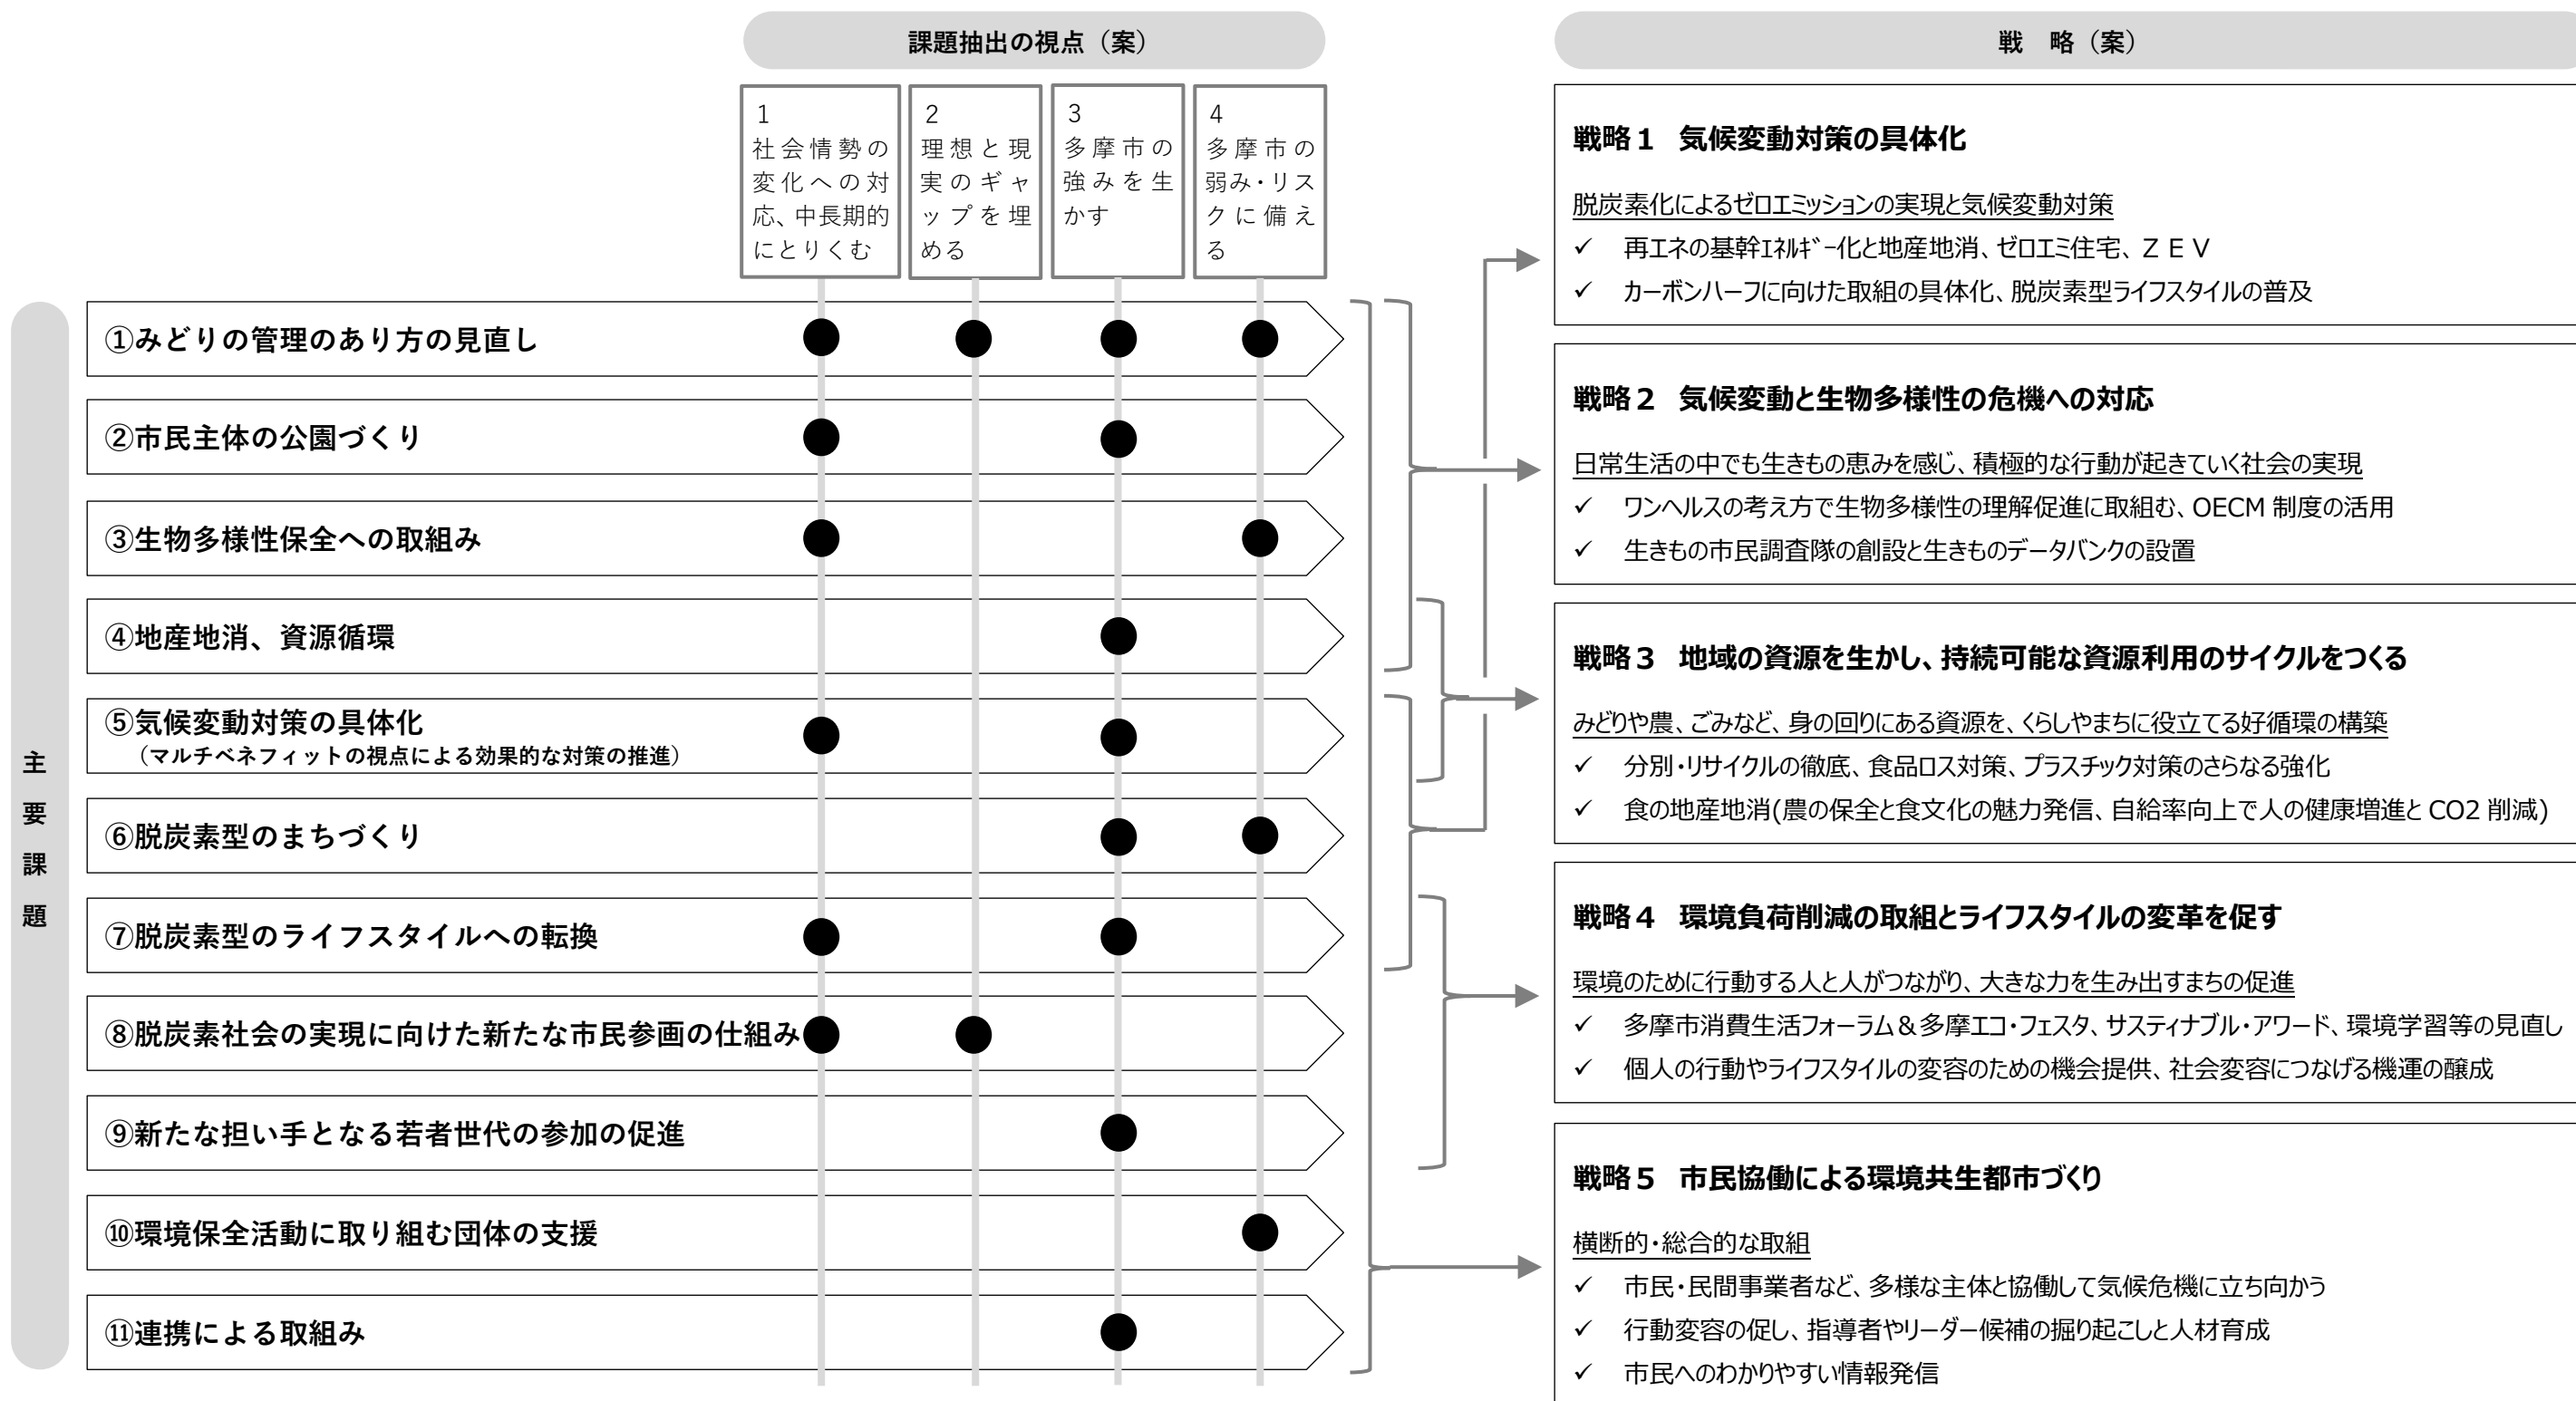 課題抽出の視点（案）
戦　略（案）
1
社会情勢の
変化への対
応、中長期的
にとりくむ
2
理想と現
実のギャ
ップを埋
める
3
多摩市の
強みを生
かす
4
多摩市の
弱み・リス
クに備え
る
主要課題
①みどりの管理のあり方の見直し
②市民主体の公園づくり
③生物多様性保全への取組み
④地産地消、資源循環
⑤気候変動対策の具体化
（マルチベネフィットの視点による効果的な対策の推進）
⑥脱炭素型のまちづくり
⑦脱炭素型のライフスタイルへの転換
⑧脱炭素社会の実現に向けた新たな市民参画の仕組み
⑨新たな担い手となる若者世代の参加の促進
⑩環境保全活動に取り組む団体の支援
⑪連携による取組み
戦略１　気候変動対策の具体化
脱炭素化によるゼロエミッションの実現と気候変動対策
✓　再エネの基幹ｴﾈﾙｷﾞｰ化と地産地消、ゼロエミ住宅、ＺＥＶ
✓　カーボンハーフに向けた取組の具体化、脱炭素型ライフスタイルの普及
戦略２　気候変動と生物多様性の危機への対応
日常生活の中でも生きもの恵みを感じ、積極的な行動が起きていく社会の実現
✓　ワンヘルスの考え方で生物多様性の理解促進に取組む、OECM 制度の活用
✓　生きもの市民調査隊の創設と生きものデータバンクの設置
戦略３　地域の資源を生かし、持続可能な資源利用のサイクルをつくる
みどりや農、ごみなど、身の回りにある資源を、くらしやまちに役立てる好循環の構築
✓　分別・リサイクルの徹底、食品ロス対策、プラスチック対策のさらなる強化
✓　食の地産地消(農の保全と食文化の魅力発信、自給率向上で人の健康増進と CO2 削減)
戦略４　環境負荷削減の取組とライフスタイルの変革を促す
環境のために行動する人と人がつながり、大きな力を生み出すまちの促進
✓　多摩市消費生活フォーラム＆多摩エコ・フェスタ、サスティナブル・アワード、環境学習等の見直し
✓　個人の行動やライフスタイルの変容のための機会提供、社会変容につなげる機運の醸成
戦略５　市民協働による環境共生都市づくり
横断的・総合的な取組
✓　市民・民間事業者など、多様な主体と協働して気候危機に立ち向かう
✓　行動変容の促し、指導者やリーダー候補の掘り起こしと人材育成
✓　市民へのわかりやすい情報発信